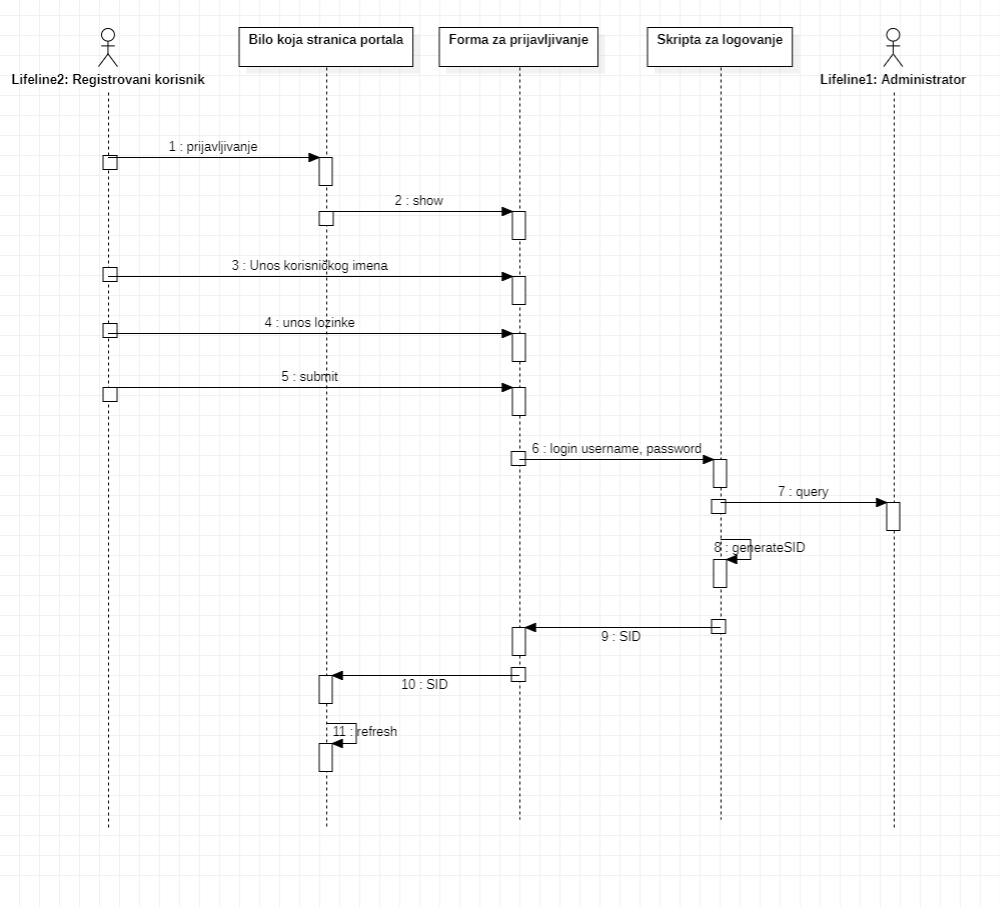 Bilo koja stranica portala
Forma za prijavljivanje
Skripta za logovanje
Lifeline2: Registrovani korisnik
Lifeline1: Administrator
1 : prijavljivanje
2 : show
3 : Unos korisničkog imena
4 : unos lozinke
5 : submit
6 : login username, password
7 : query
8 : generateSID
9 : SID
10 : SID
11 : refresh